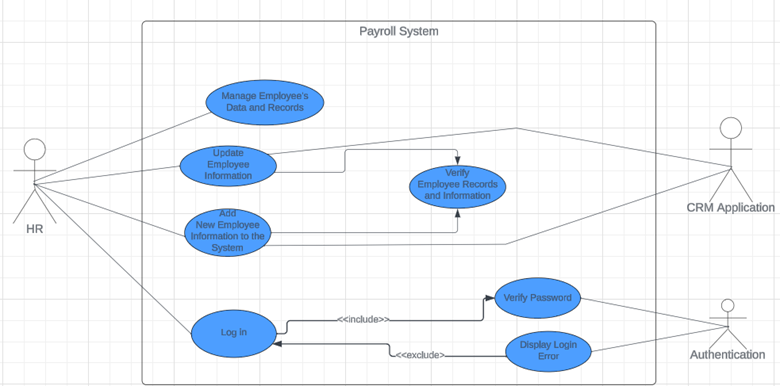 Payroll System
Manage Employee's
Data and Records
Update
Employee
Information
Verify
Employee Records
and Information
Add
New Employee
Information to the
System
HR
CRM Application
Verify Password
<<include>>
Log in
Display Login
Error
<<exclude>>
Authentication